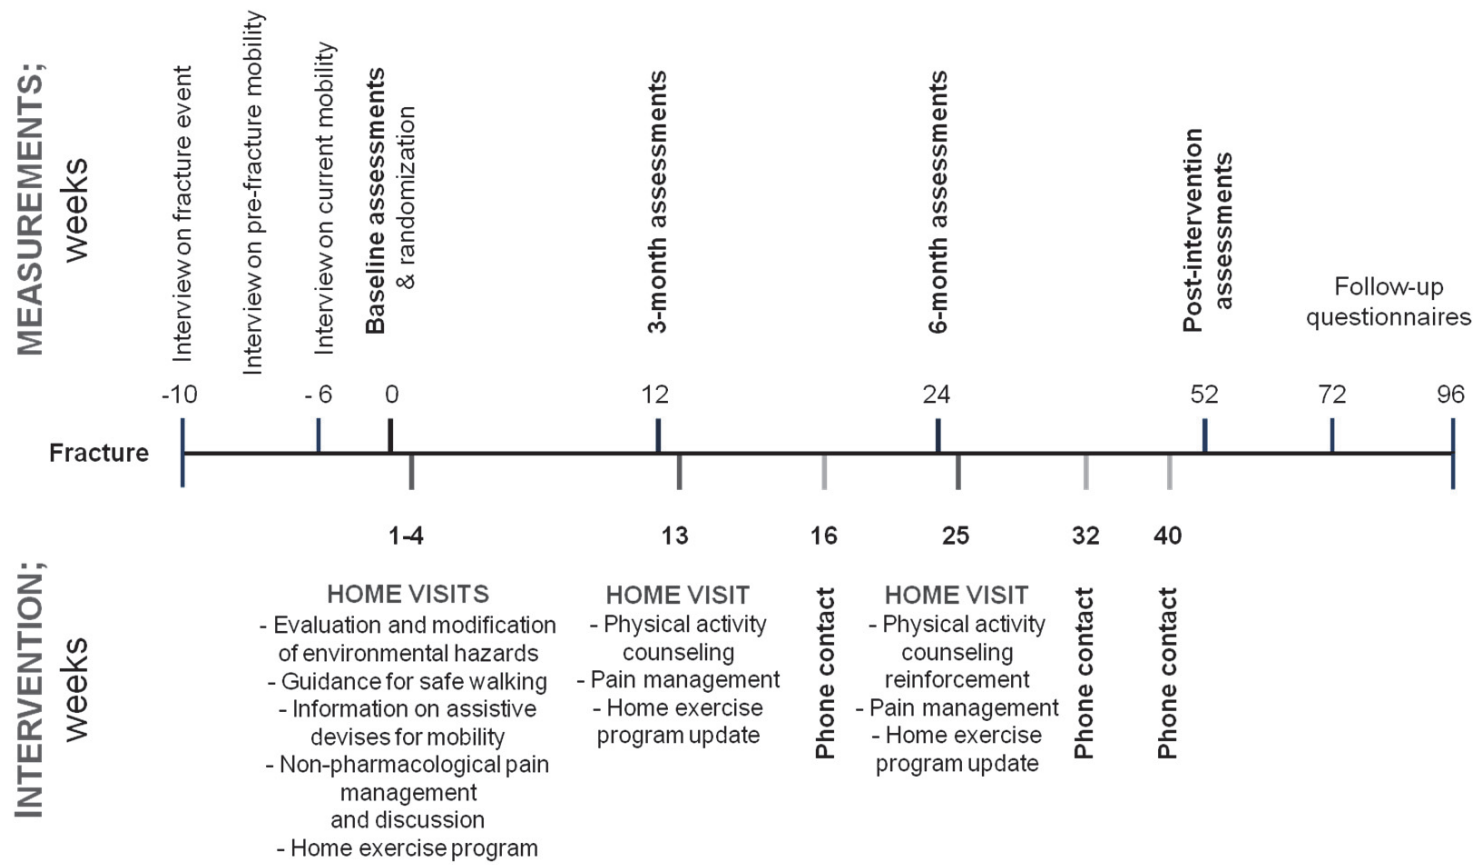 MEASUREMENTS;
weeks
Interview on fracture event
Interview on pre-fracture mobility
Interview on current mobility
Baseline assessments
& randomization
3-month assessments
6-month assessments
Post-intervention
assessments
Follow-up
questionnaires
-10
- 6
0
12
24
52
72
96
Fracture
1-4
13
16
25
32
40
INTERVENTION;
weeks
HOME VISITS
- Evaluation and modification
of environmental hazards
- Guidance for safe walking
- Information on assistive
devises for mobility
- Non-pharmacological pain
management
and discussion
- Home exercise program
HOME VISIT
- Physical activity
counseling
- Pain management
- Home exercise
program update
Phone contact
HOME VISIT
- Physical activity
counseling
reinforcement
- Pain management
- Home exercise
program update
Phone contact
Phone contact